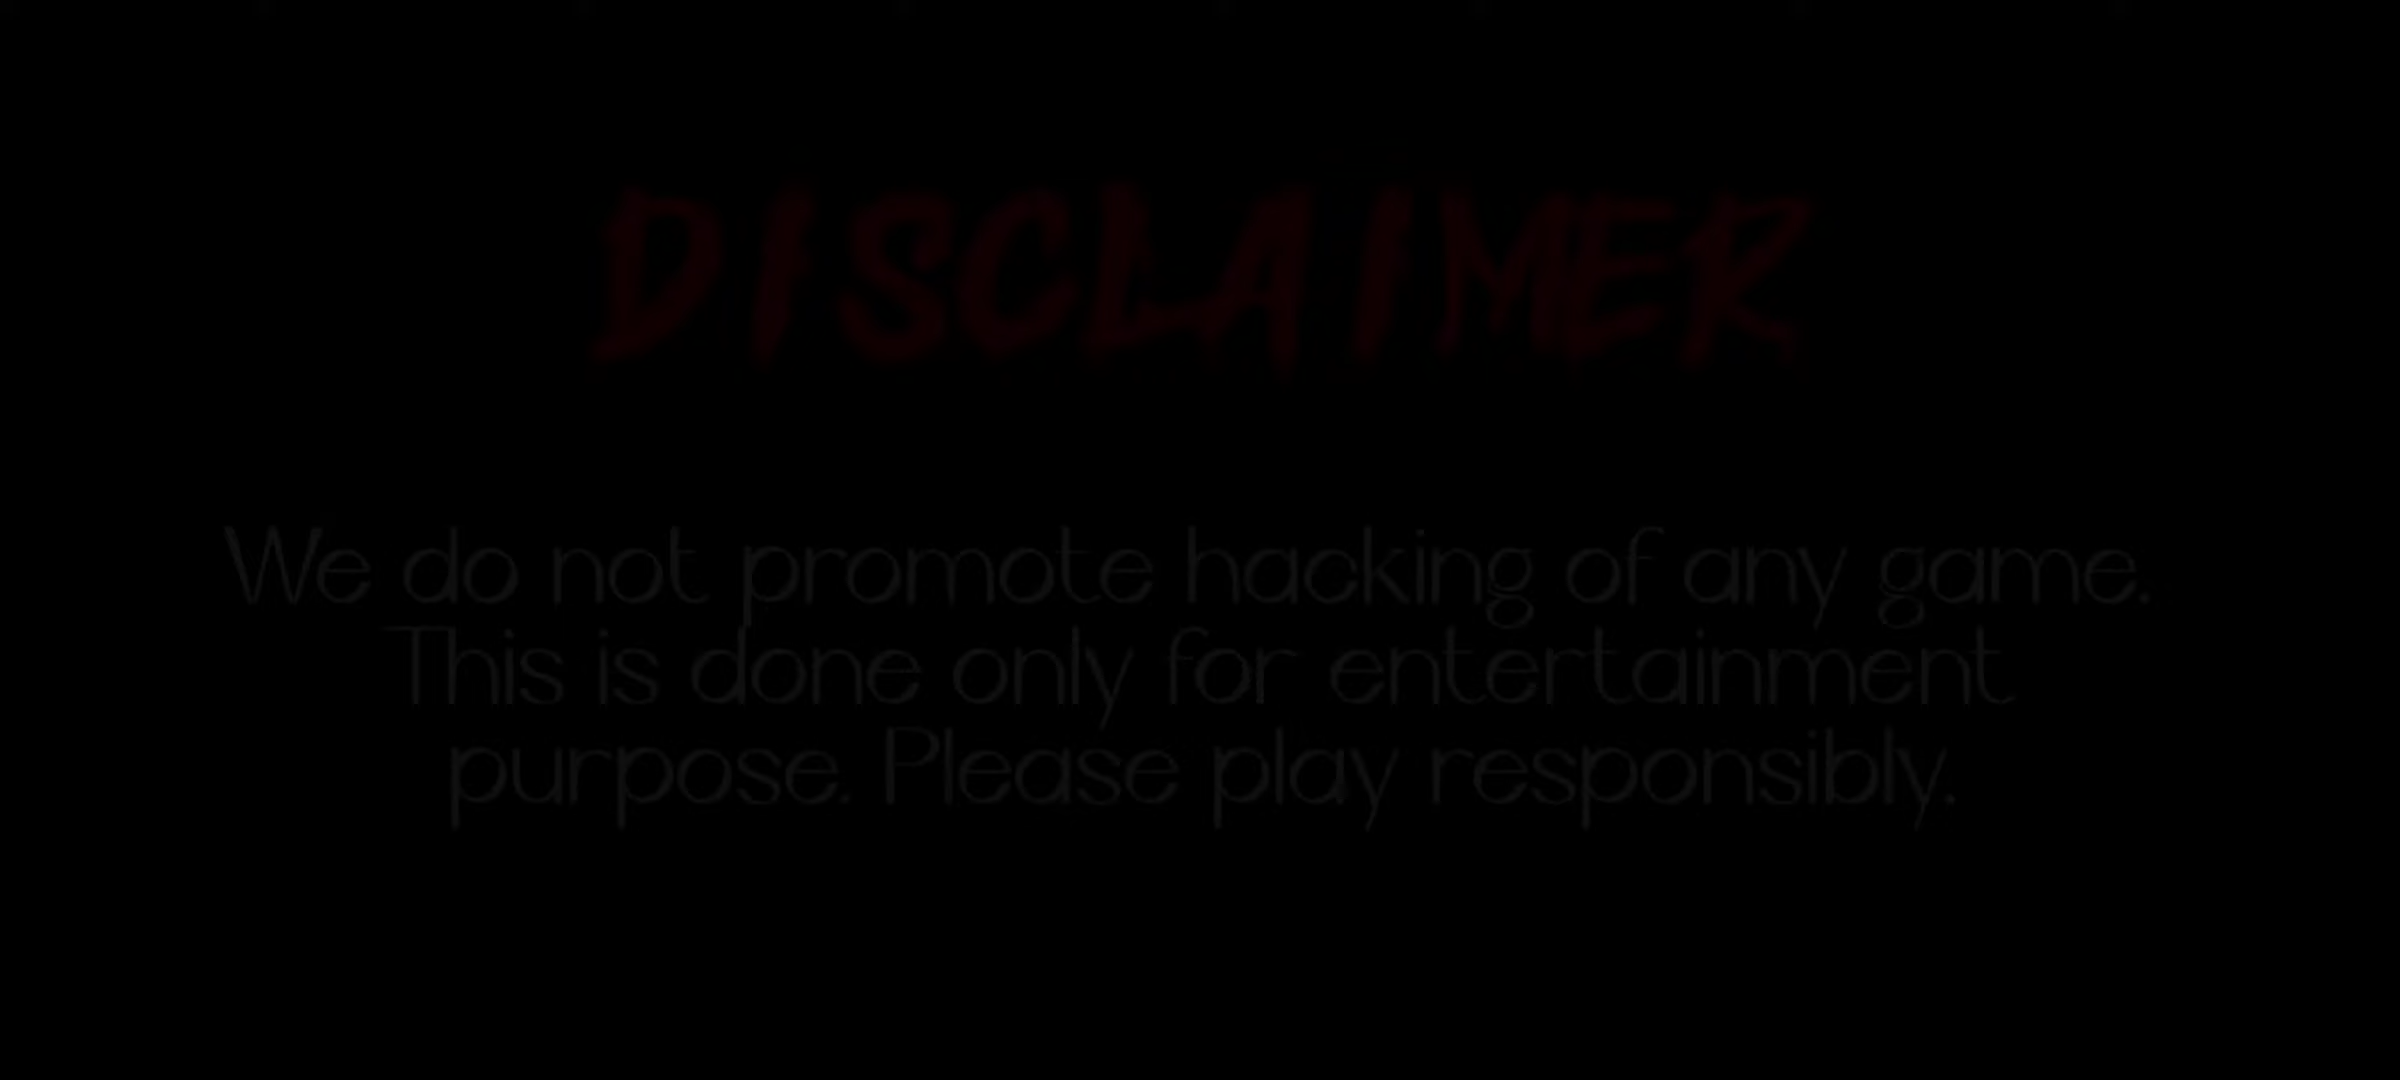 DISCLAIMER
We do not promote hacking of any game.
This is done only for entertainment
purpose. Please play responsibly.